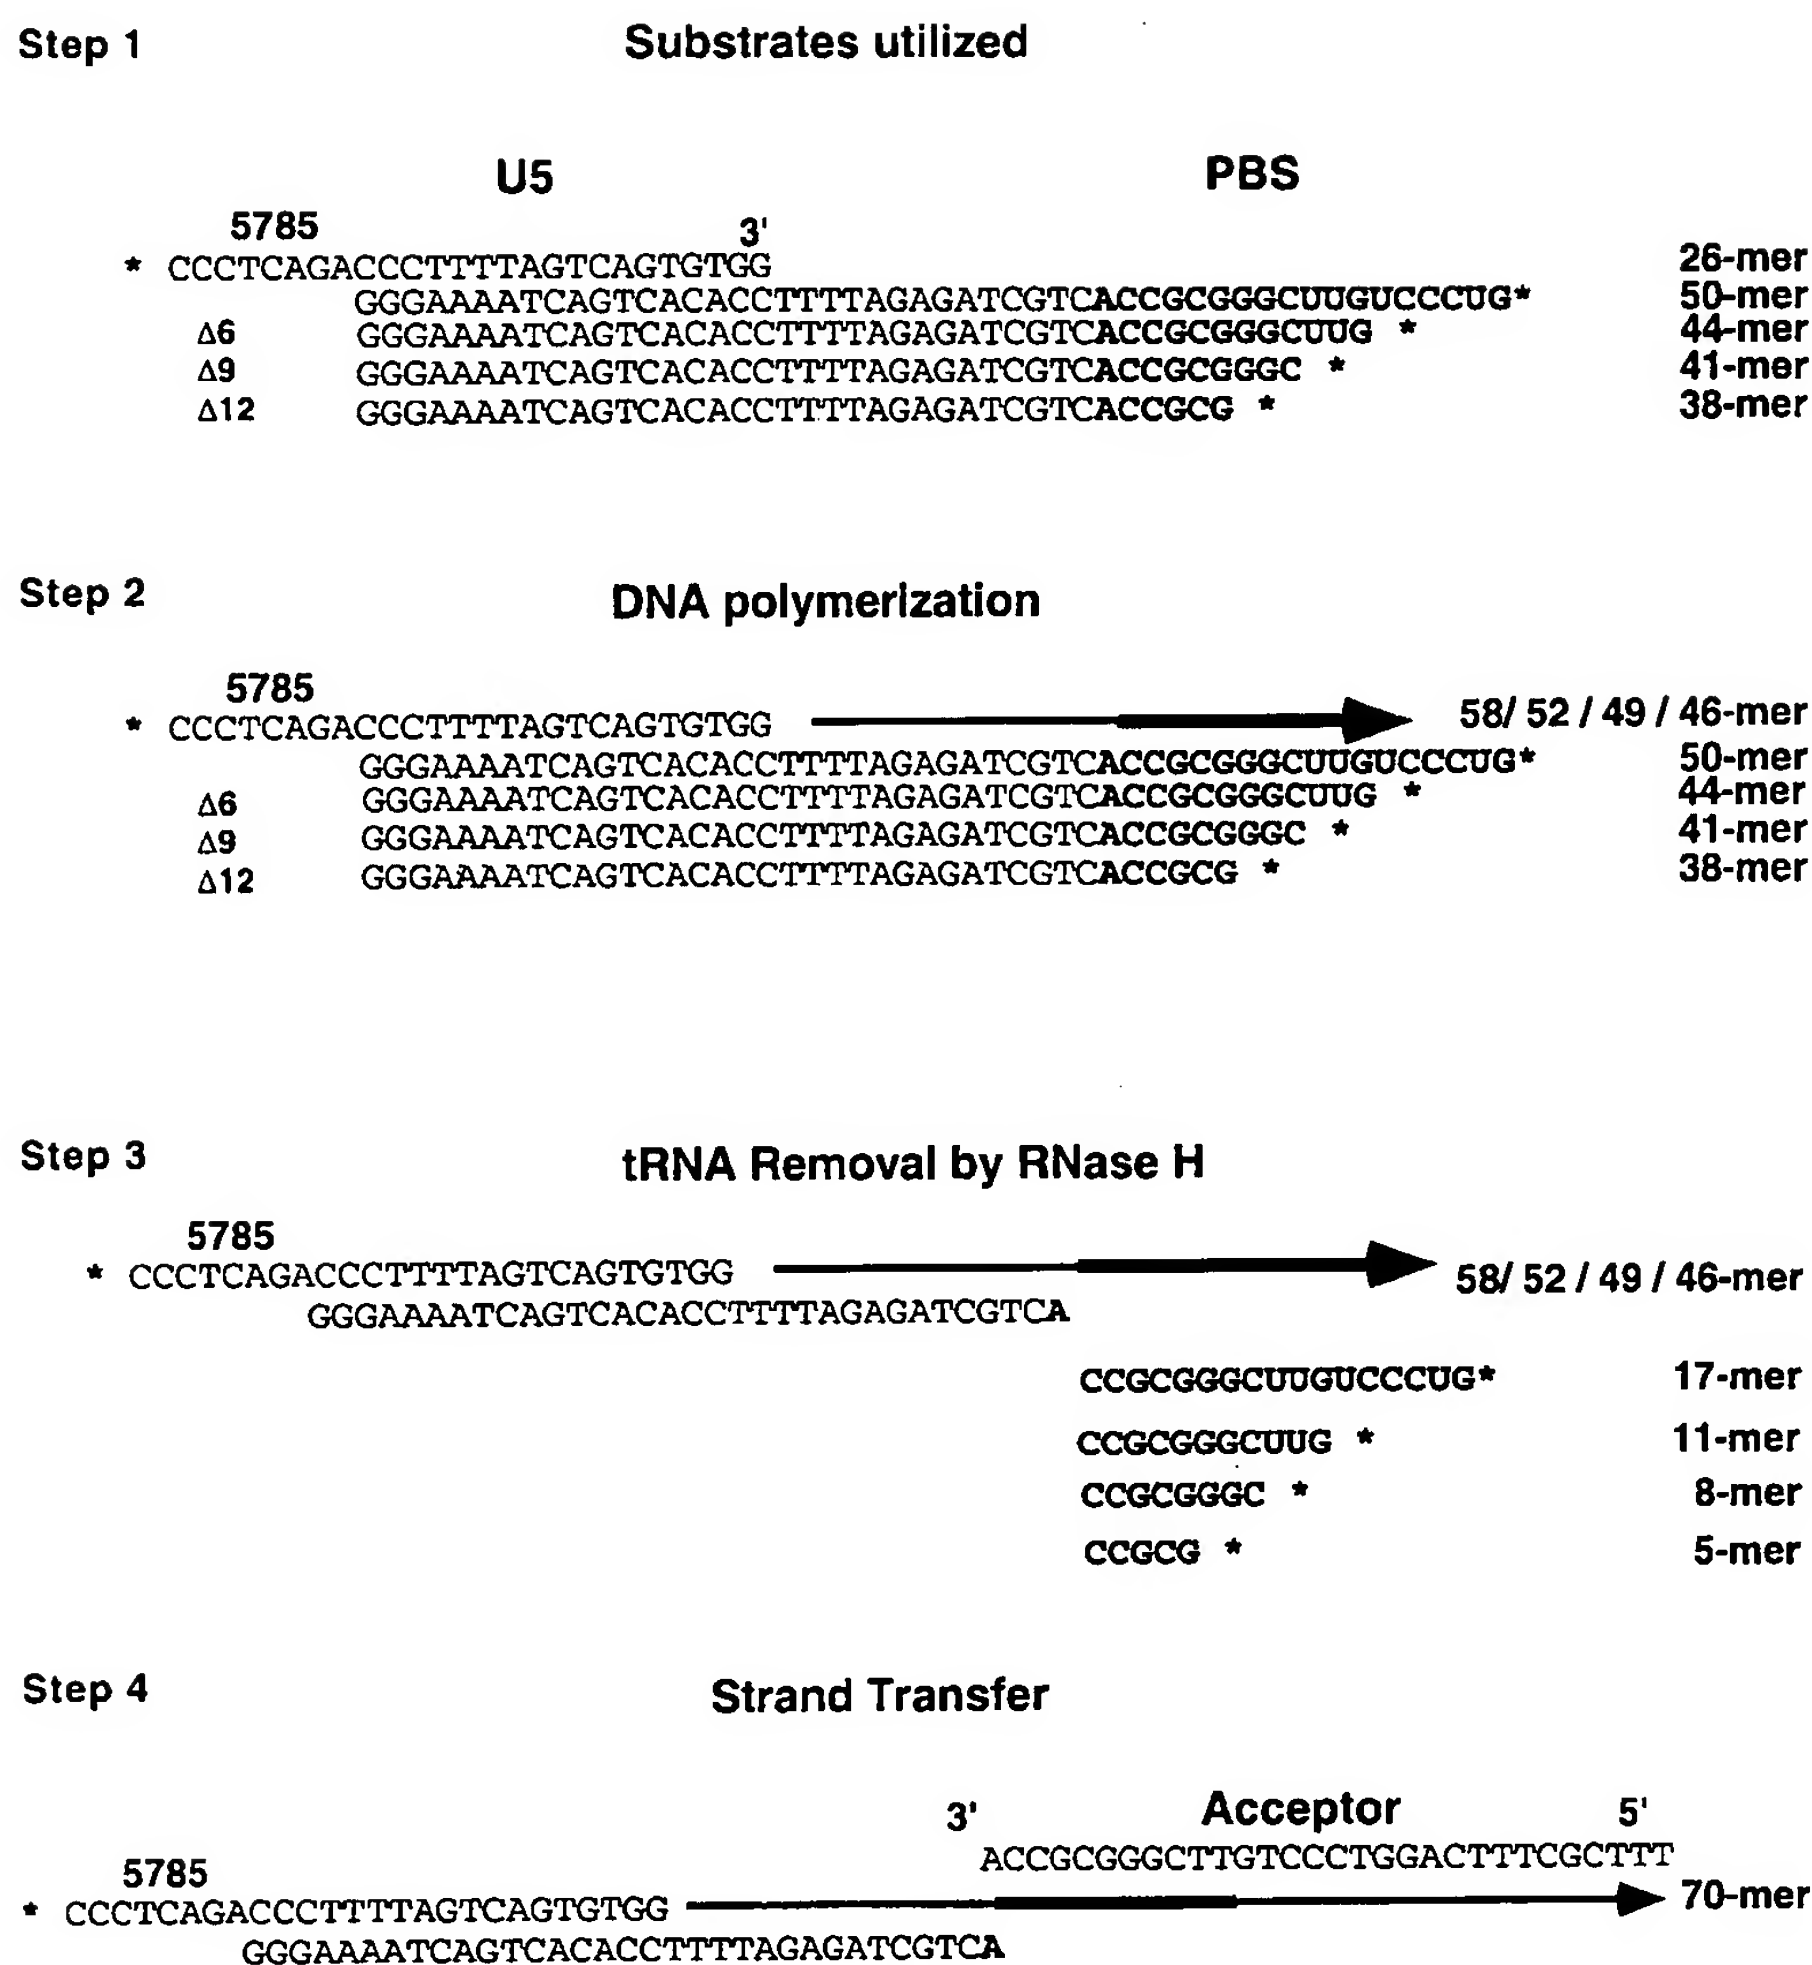 Step 1 Substrates utilized
U5 PBS
5785 3'
* CCCTCAGACCCTTTTAGTCAGTGTGG 26-mer
GGGAAAATCAGTCACACCTTTTAGAGATCGTCACCGCGGGCUUGUCCCUG* 50-mer
Δ6 GGGAAAATCAGTCACACCTTTTAGAGATCGTCACCGCGGGCUUG * 44-mer
Δ9 GGGAAAATCAGTCACACCTTTTAGAGATCGTCACCGCGGGC * 41-mer
Δ12 GGGAAAATCAGTCACACCTTTTAGAGATCGTCACCGCG * 38-mer
Step 2 DNA polymerization
5785
* CCCTCAGACCCTTTTAGTCAGTGTGG 58/ 52 / 49 / 46-mer
GGGAAAATCAGTCACACCTTTTAGAGATCGTCACCGCGGGCUUGUCCCUG* 50-mer
Δ6 GGGAAAATCAGTCACACCTTTTAGAGATCGTCACCGCGGGCUUG * 44-mer
Δ9 GGGAAAATCAGTCACACCTTTTAGAGATCGTCACCGCGGGC * 41-mer
Δ12 GGGAAAATCAGTCACACCTTTTAGAGATCGTCACCGCG * 38-mer
Step 3 tRNA Removal by RNase H
5785
* CCCTCAGACCCTTTTAGTCAGTGTGG 58/ 52 / 49 / 46-mer
GGGAAAATCAGTCACACCTTTTAGAGATCGTCA
CCGCGGGCUUGUCCCUG* 17-mer
CCGCGGGCUUG * 11-mer
CCGCGGGC * 8-mer
CCGCG * 5-mer
Step 4 Strand Transfer
3' Acceptor 5'
ACCGCGGGCTTGTCCCTGGACTTTCGCTTT
5785
* CCCTCAGACCCTTTTAGTCAGTGTGG 70-mer
GGGAAAATCAGTCACACCTTTTAGAGATCGTCA